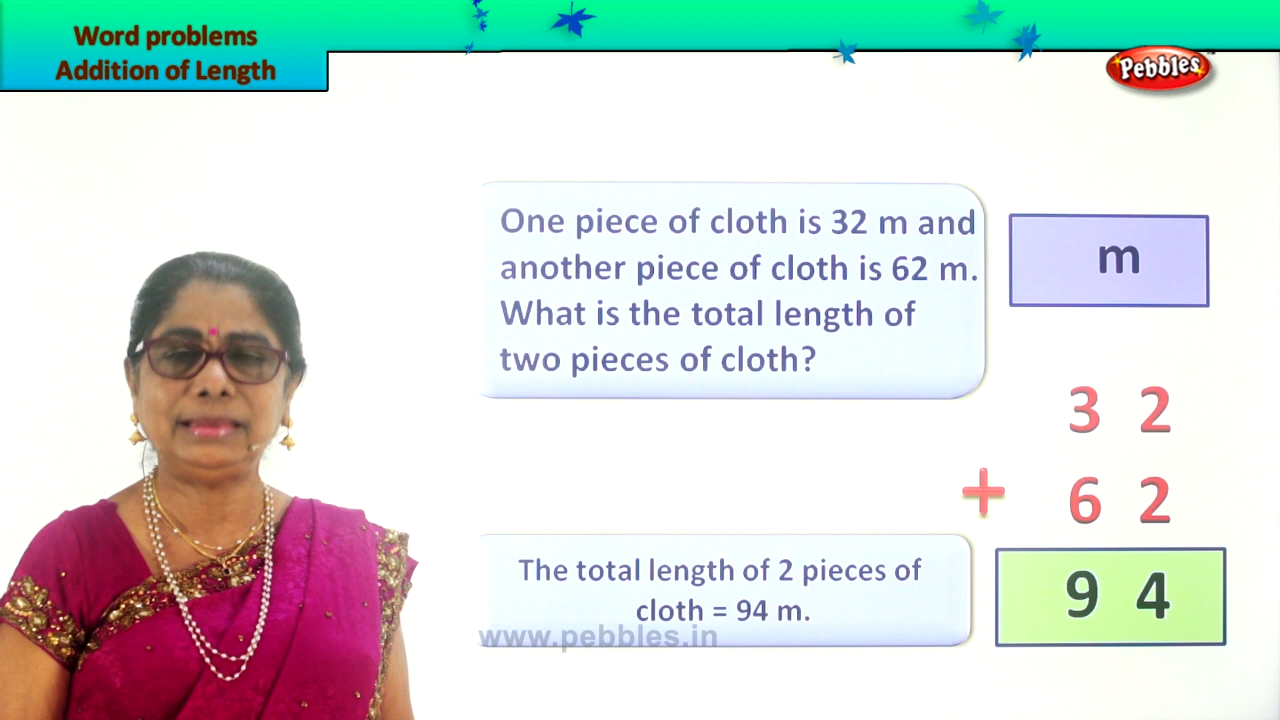 Word problems
Addition of Length
Pebbles
One piece of cloth is 32 m and
another piece of cloth is 62 m.
What is the total length of
two pieces of cloth?
m
3 2
+ 6 2
9 4
The total length of 2 pieces of
cloth = 94 m.
www.pebbles.in